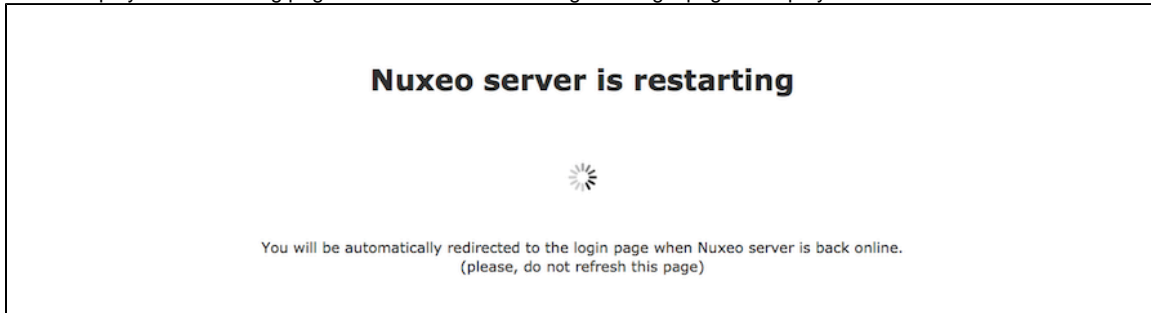 Nuxeo server is restarting
You will be automatically redirected to the login page when Nuxeo server is back online.
(please, do not refresh this page)